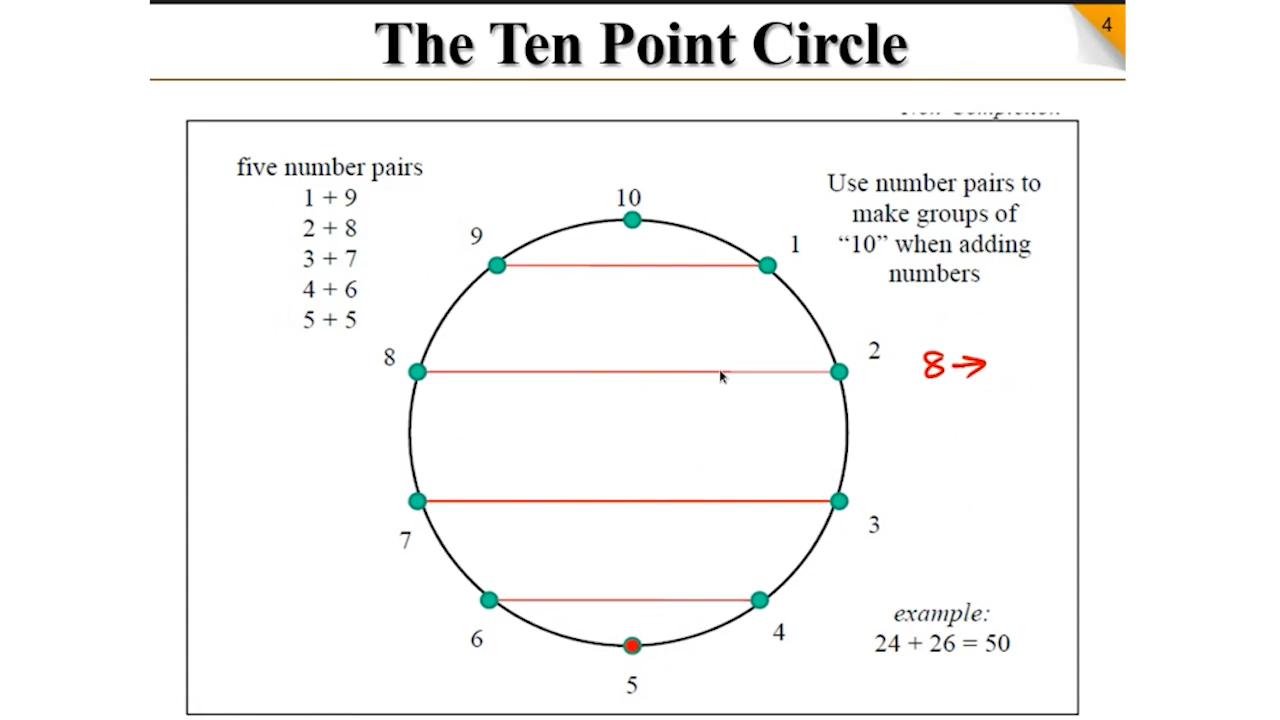 The Ten Point Circle
4
five number pairs
1 + 9
2 + 8
3 + 7
4 + 6
5 + 5
Use number pairs to
make groups of
“10” when adding
numbers
10
9
1
8
2
8→
7
3
6
4
5
example:
24 + 26 = 50